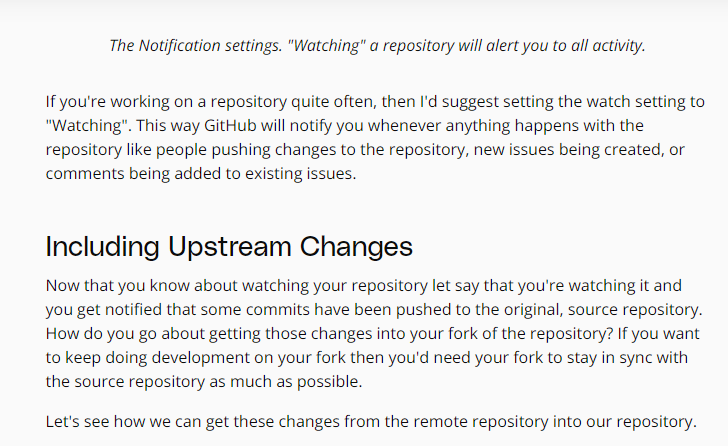 The Notification settings. "Watching" a repository will alert you to all activity.
If you're working on a repository quite often, then I'd suggest setting the watch setting to
"Watching". This way GitHub will notify you whenever anything happens with the
repository like people pushing changes to the repository, new issues being created, or
comments being added to existing issues.
Including Upstream Changes
Now that you know about watching your repository let say that you're watching it and
you get notified that some commits have been pushed to the original, source repository.
How do you go about getting those changes into your fork of the repository? If you want
to keep doing development on your fork then you'd need your fork to stay in sync with
the source repository as much as possible.
Let's see how we can get these changes from the remote repository into our repository.